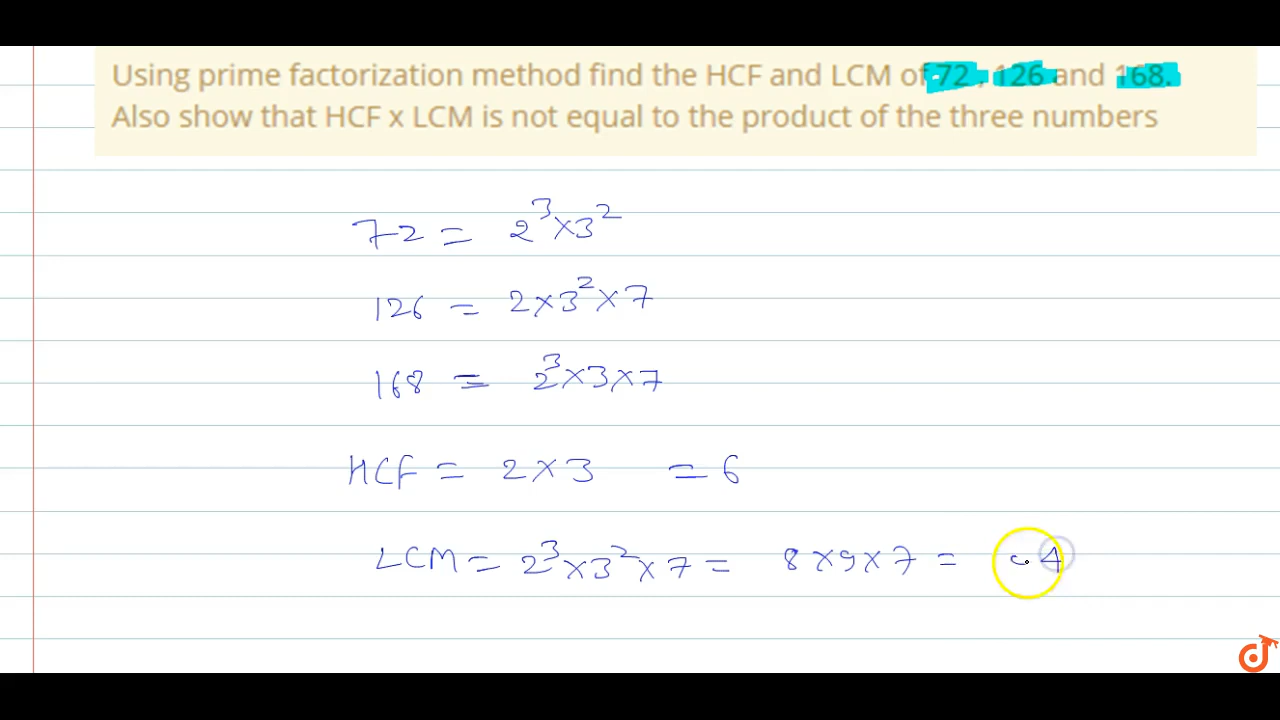 Using prime factorization method find the HCF and LCM of 72, 126 and 168.
Also show that HCF x LCM is not equal to the product of the three numbers
72 = 2³×3²
126 = 2×3²×7
168 = 2³×3×7
HCF = 2×3 = 6
LCM = 2³×3²×7 = 8×9×7 =